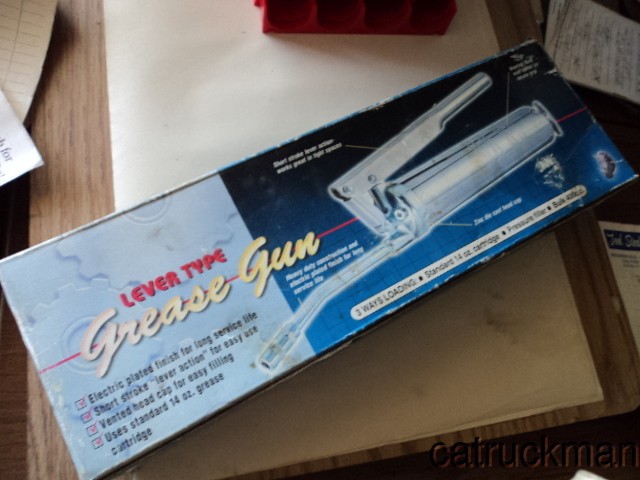 LEVER TYPE
Grease Gun
Electric plated finish for long service life
Short stroke "lever action" for easy use
Vented head cap for easy filling
Uses standard 14 oz. grease
cartridge
Short stroke lever action
works great in tight spaces
Heavy duty construction and
electric plated finish for long
service life
Zinc die cast head cap
3 WAYS LOADING: • Standard 14 oz. cartridge • Pressure filler • Bulk
catruckman